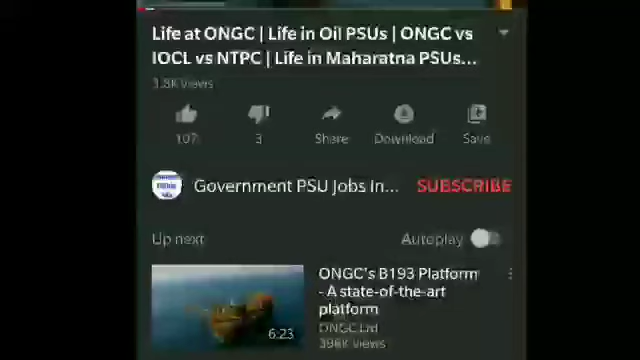 Life at ONGC | Life in Oil PSUs | ONGC vs
IOCL vs NTPC | Life in Maharatna PSUs...
3.8K views
107
3
Share
Download
Save
Government PSU Jobs In...
SUBSCRIBE
Up next
Autoplay
6:23
ONGC's B193 Platform
- A state-of-the-art
platform
ONGC Ltd
396K views